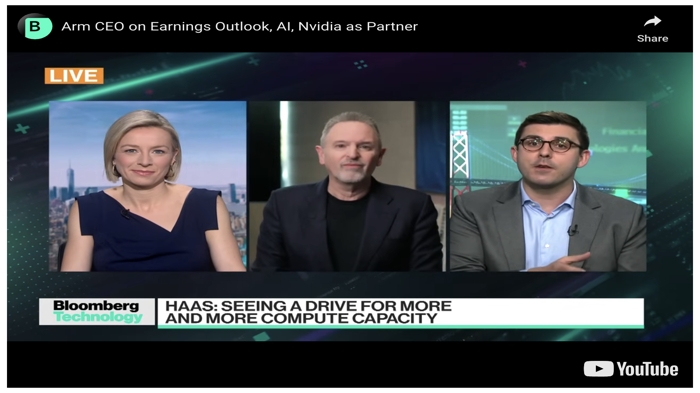 B
Arm CEO on Earnings Outlook, AI, Nvidia as Partner
Share
LIVE
Financia
Bloomberg
Technology
HAAS: SEEING A DRIVE FOR MORE
AND MORE COMPUTE CAPACITY
YouTube